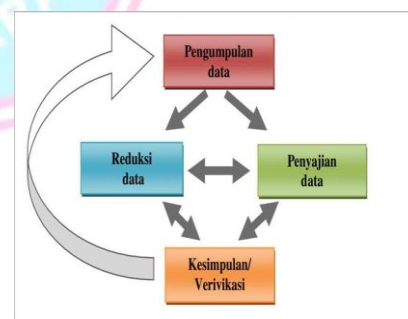 Pengumpulan
data
Reduksi
data
Penyajian
data
Kesimpulan/
Verivikasi